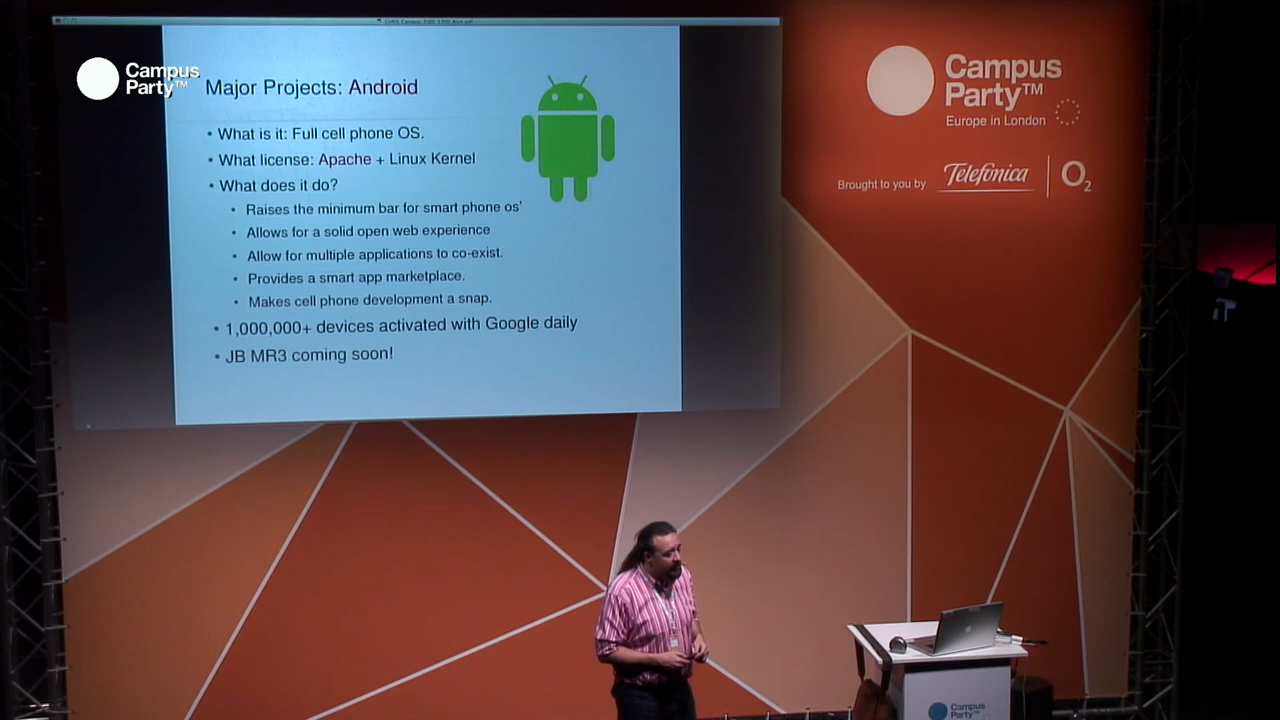 Campus
Party™
Major Projects: Android
• What is it: Full cell phone OS.
• What license: Apache + Linux Kernel
• What does it do?
• Raises the minimum bar for smart phone os'
• Allows for a solid open web experience
• Allow for multiple applications to co-exist.
• Provides a smart app marketplace.
• Makes cell phone development a snap.
• 1,000,000+ devices activated with Google daily
• JB MR3 coming soon!
Campus
Party™
Europe in London
Brought to you by Telefónica O2
Campus
Party™